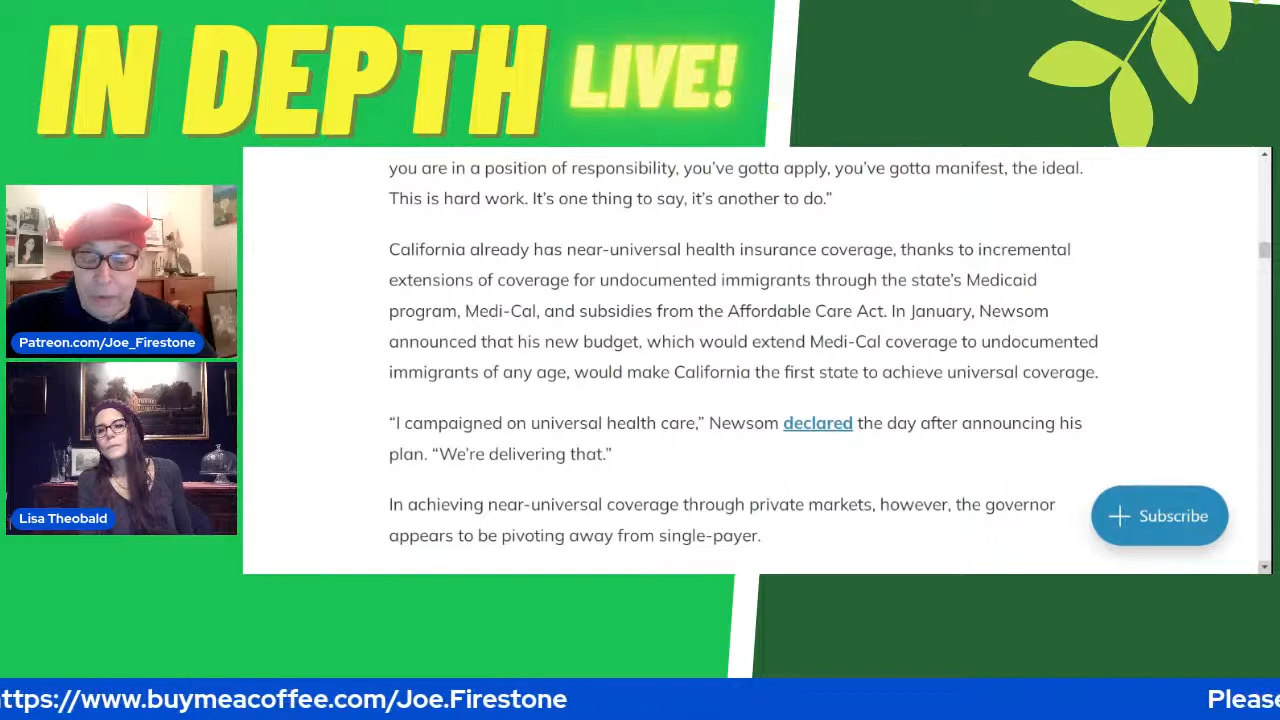 IN DEPTH LIVE!
you are in a position of responsibility, you’ve gotta apply, you’ve gotta manifest, the ideal.
This is hard work. It’s one thing to say, it’s another to do.”
California already has near-universal health insurance coverage, thanks to incremental
extensions of coverage for undocumented immigrants through the state’s Medicaid
program, Medi-Cal, and subsidies from the Affordable Care Act. In January, Newsom
announced that his new budget, which would extend Medi-Cal coverage to undocumented
immigrants of any age, would make California the first state to achieve universal coverage.
“I campaigned on universal health care,” Newsom declared the day after announcing his
plan. “We’re delivering that.”
In achieving near-universal coverage through private markets, however, the governor
appears to be pivoting away from single-payer.
+ Subscribe
Patreon.com/Joe_Firestone
Lisa Theobald
ttps://www.buymeacoffee.com/Joe.Firestone
Please